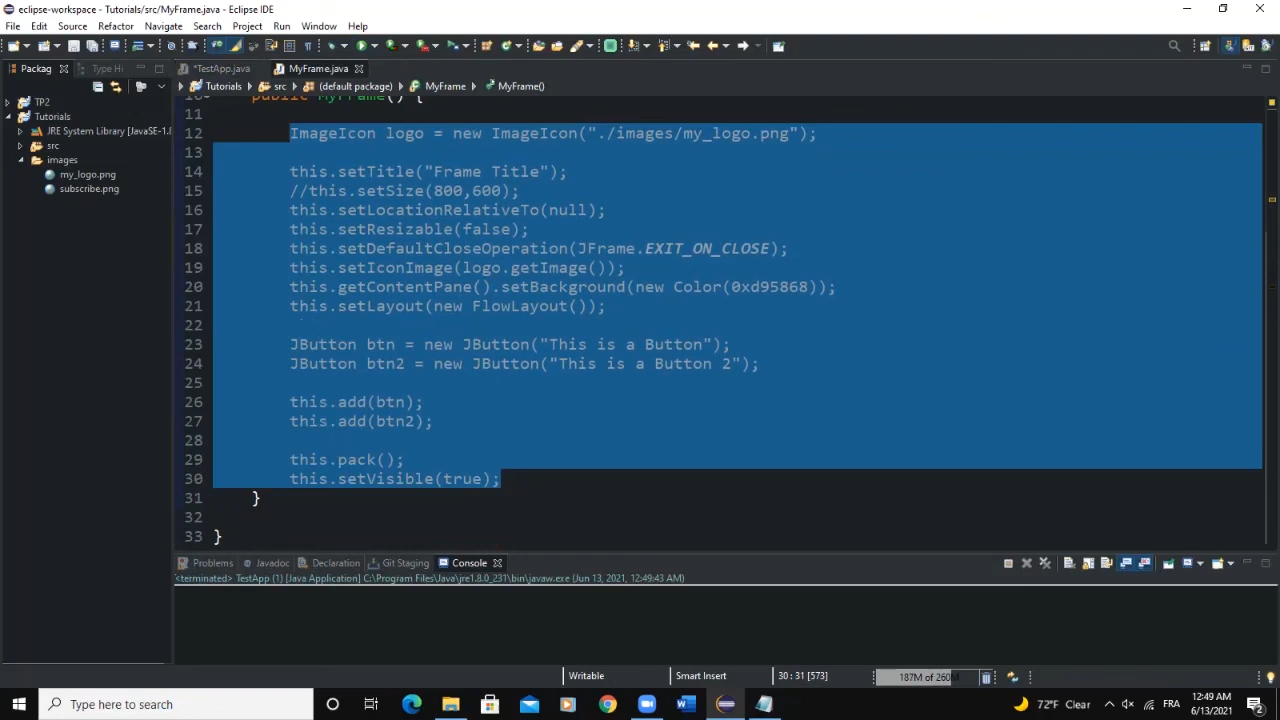 eclipse-workspace - Tutorials/src/MyFrame.java - Eclipse IDE
File Edit Source Refactor Navigate Search Project Run Window Help
Packag Type Hi *TestApp.java MyFrame.java
Tutorials src (default package) MyFrame MyFrame()
TP2
Tutorials
JRE System Library [JavaSE-1.
src
images
my_logo.png
subscribe.png
10 public MyFrame() {
11
12 ImageIcon logo = new ImageIcon("./images/my_logo.png");
13
14 this.setTitle("Frame Title");
15 //this.setSize(800,600);
16 this.setLocationRelativeTo(null);
17 this.setResizable(false);
18 this.setDefaultCloseOperation(JFrame.EXIT_ON_CLOSE);
19 this.setIconImage(logo.getImage());
20 this.getContentPane().setBackground(new Color(0xd95868));
21 this.setLayout(new FlowLayout());
22
23 JButton btn = new JButton("This is a Button");
24 JButton btn2 = new JButton("This is a Button 2");
25
26 this.add(btn);
27 this.add(btn2);
28
29 this.pack();
30 this.setVisible(true);
31 }
32
33 }
Problems Javadoc Declaration Git Staging Console
<terminated> TestApp (1) [Java Application] C:\Program Files\Java\jre1.8.0_231\bin\javaw.exe (Jun 13, 2021, 12:49:43 AM)
Writable Smart Insert 30 : 31 [573] 187M of 260M
Type here to search
72°F Clear FRA
12:49 AM
6/13/2021
2